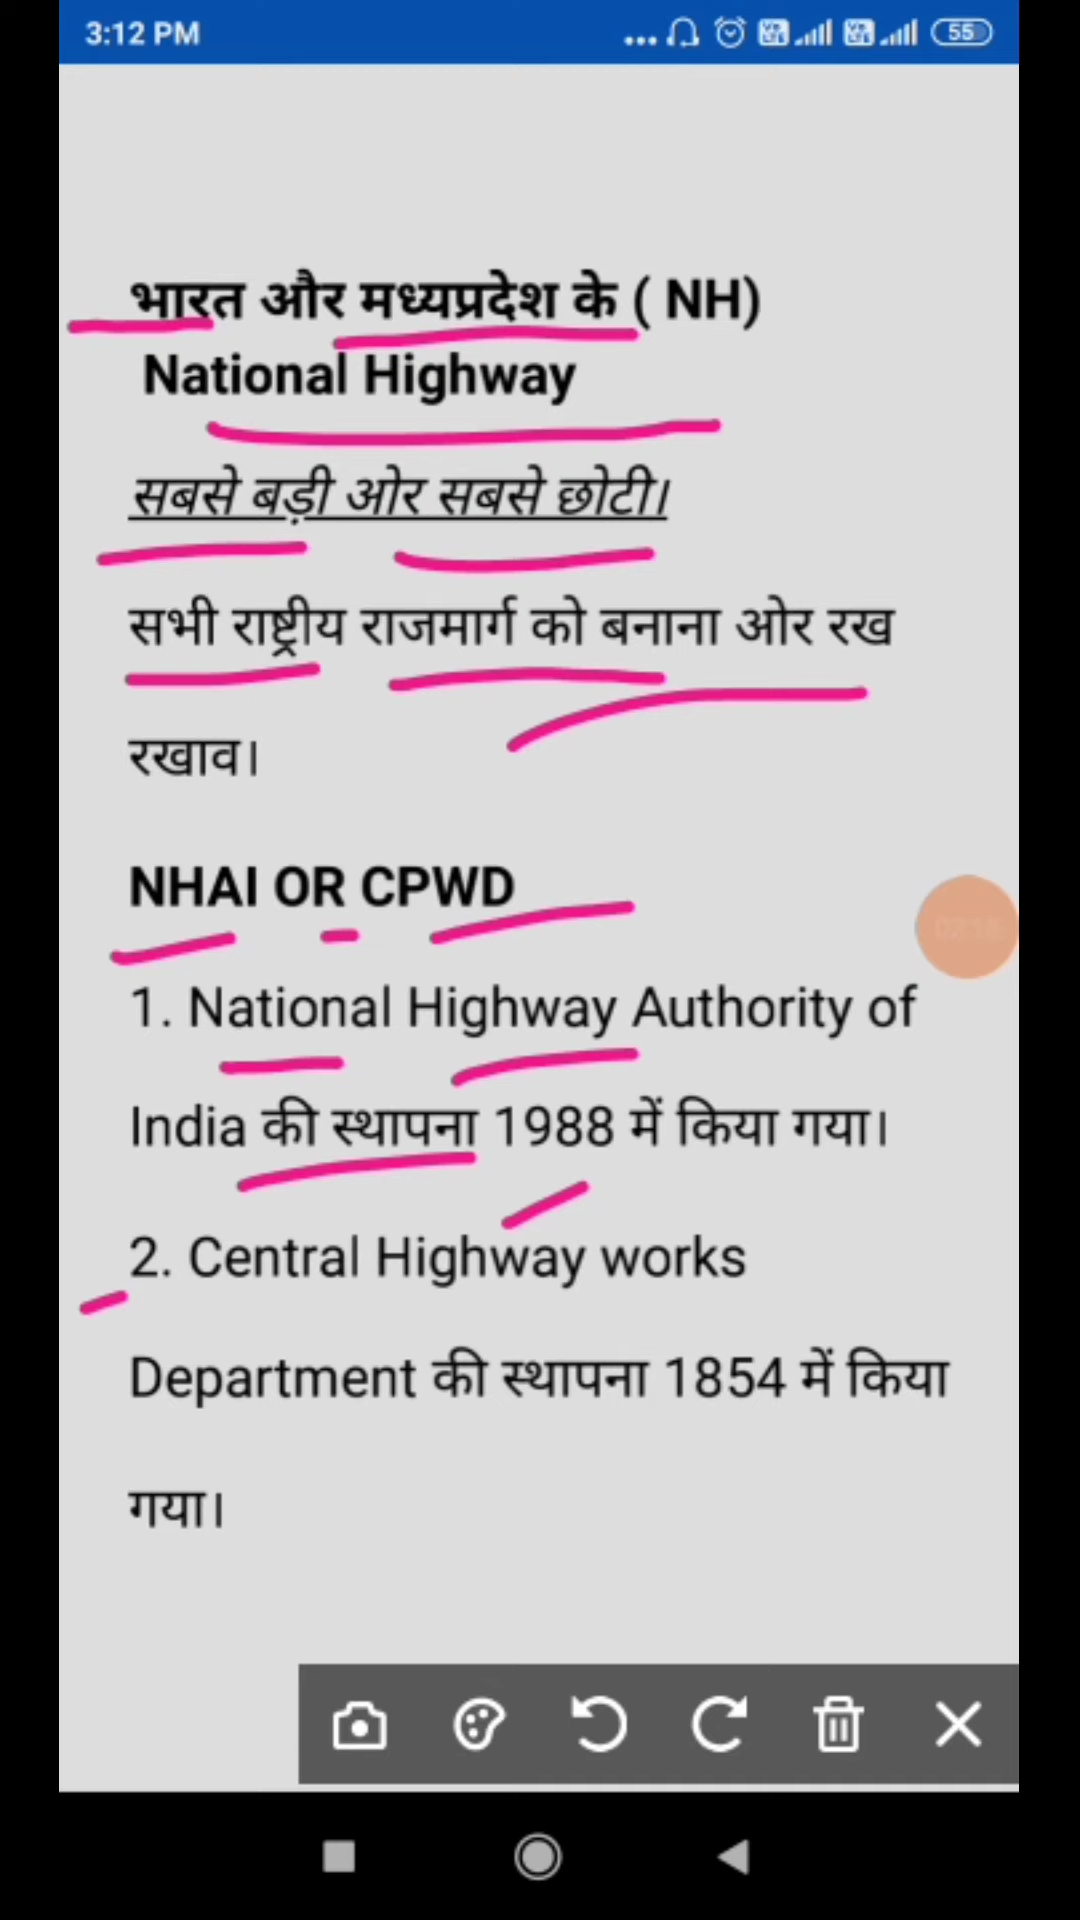 3:12 PM
55
भारत और मध्यप्रदेश के ( NH)
National Highway
सबसे बड़ी ओर सबसे छोटी।
सभी राष्ट्रीय राजमार्ग को बनाना ओर रख
रखाव।
NHAI OR CPWD
1. National Highway Authority of
India की स्थापना 1988 में किया गया।
2. Central Highway works
Department की स्थापना 1854 में किया
गया।